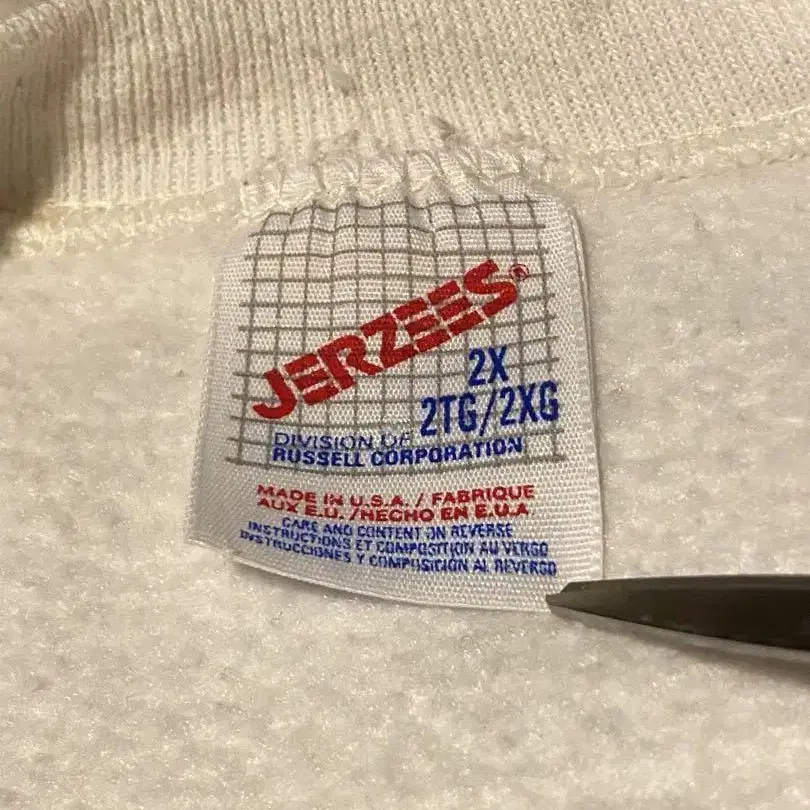 JERZEES®
2X
2TG/2XG
DIVISION OF
RUSSELL CORPORATION
MADE IN U.S.A. / FABRIQUE
AUX E.U. /HECHO EN E.U.A.
CARE AND CONTENT ON REVERSE
INSTRUCTIONS ET COMPOSITION AU VERSO
INSTRUCCIONES Y COMPOSICION AL REVERSO